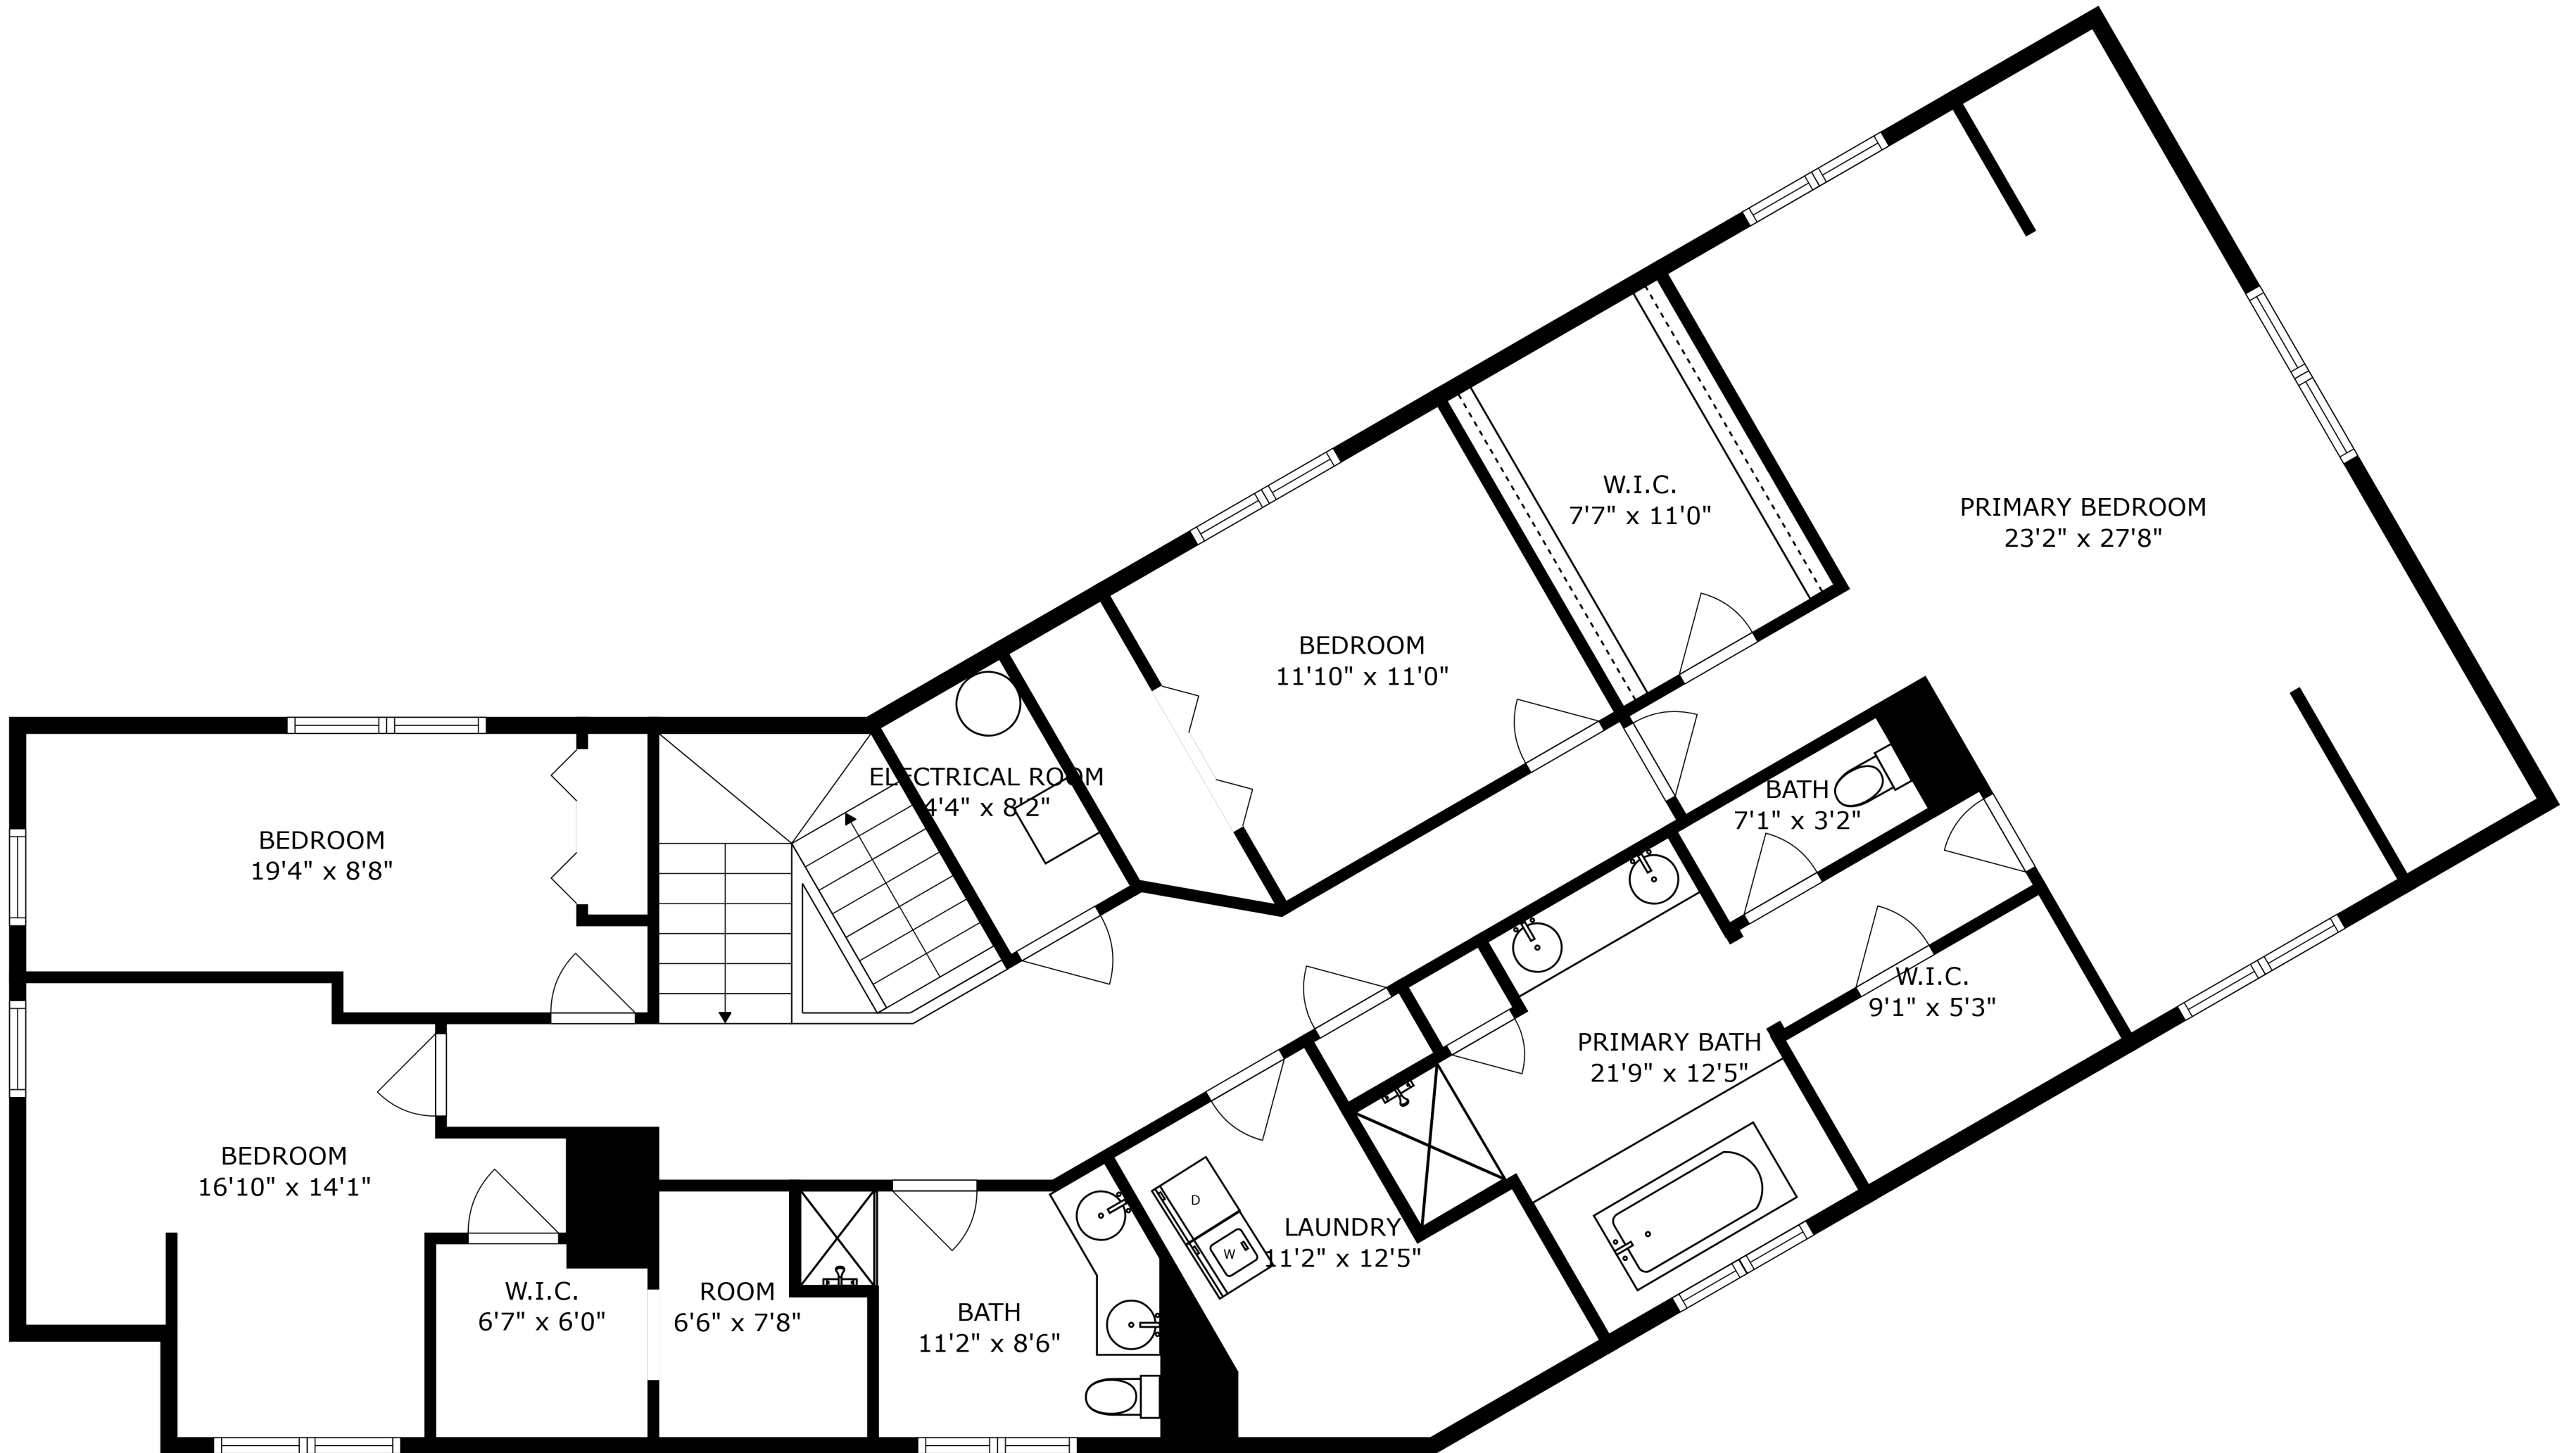 W.I.C.
7'7" x 11'0"
PRIMARY BEDROOM
23'2" x 27'8"
BEDROOM
11'10" x 11'0"
ELECTRICAL ROOM
4'4" x 8'2"
BATH
7'1" x 3'2"
BEDROOM
19'4" x 8'8"
W.I.C.
9'1" x 5'3"
PRIMARY BATH
21'9" x 12'5"
BEDROOM
16'10" x 14'1"
D
W
LAUNDRY
11'2" x 12'5"
W.I.C.
6'7" x 6'0"
ROOM
6'6" x 7'8"
BATH
11'2" x 8'6"